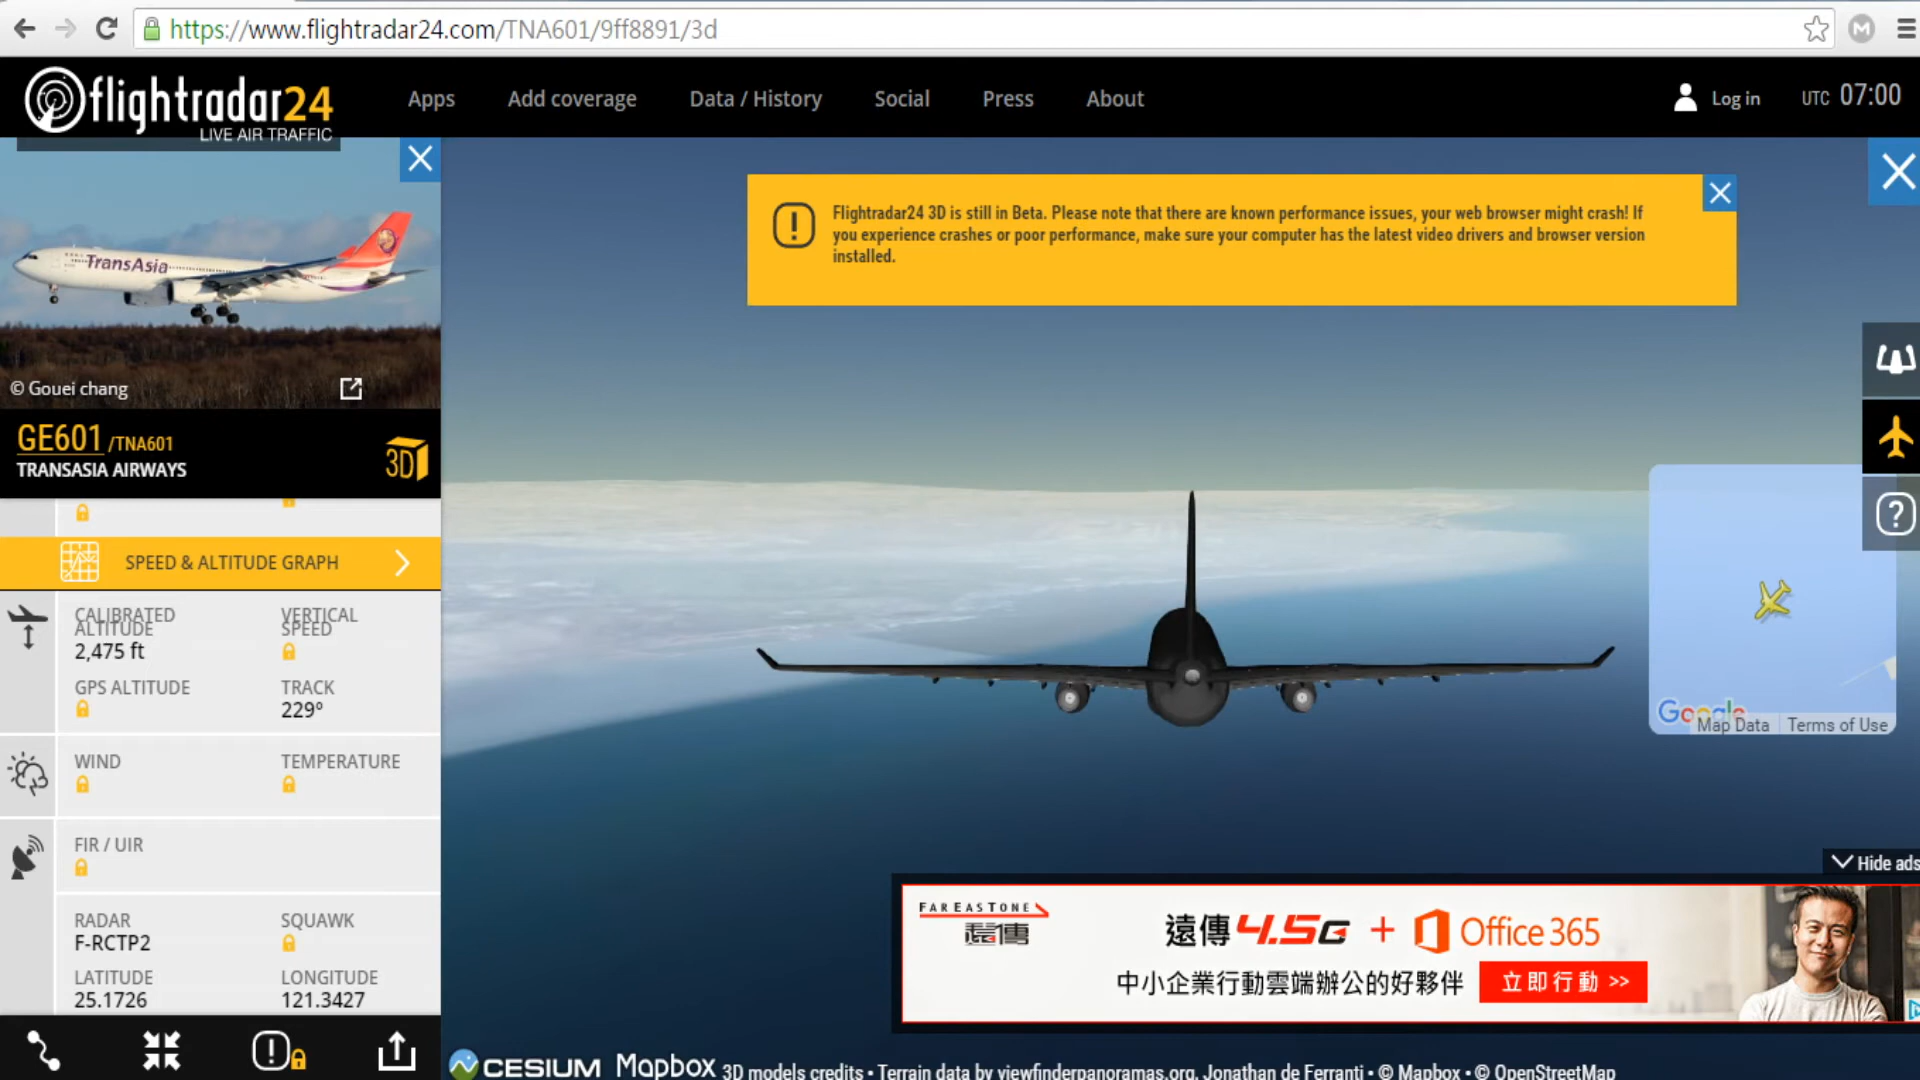 https://www.flightradar24.com/TNA601/9ff8891/3d
M
flightradar24
LIVE AIR TRAFFIC
Apps
Add coverage
Data / History
Social
Press
About
Log in
UTC 07:00
Flightradar24 3D is still in Beta. Please note that there are known performance issues, your web browser might crash! If
you experience crashes or poor performance, make sure your computer has the latest video drivers and browser version
installed.
TransAsia
© Gouei chang
GE601 /TNA601
TRANSASIA AIRWAYS
3D
SPEED & ALTITUDE GRAPH
CALIBRATED
ALTITUDE
2,475 ft
VERTICAL
SPEED
GPS ALTITUDE
TRACK
229°
WIND
TEMPERATURE
FIR / UIR
RADAR
F-RCTP2
SQUAWK
LATITUDE
25.1726
LONGITUDE
121.3427
Google
Map Data
Terms of Use
Hide ads
FAREASTONE
遠傳
遠傳4.5G + Office 365
中小企業行動雲端辦公的好夥伴
立即行動 >>
CESIUM Mapbox 3D models credits • Terrain data by viewfinderpanoramas.org, Jonathan de Ferranti • © Mapbox • © OpenStreetMap